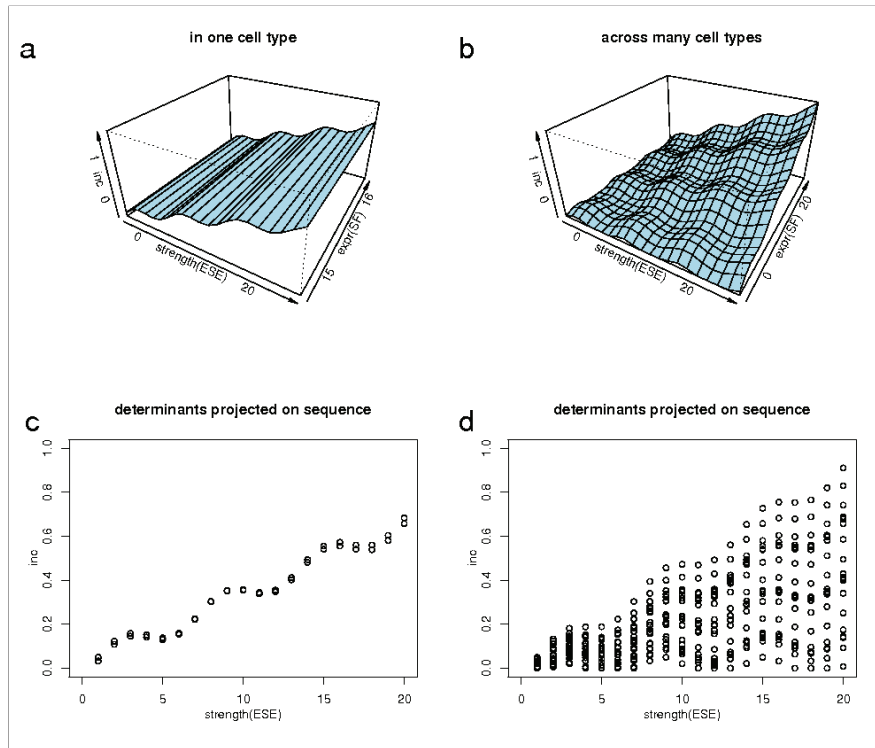 a
in one cell type
1
inc
0
0
strength(ESE)
20
15
expr(SF)
16
b
across many cell types
1
inc
0
0
strength(ESE)
20
0
expr(SF)
20
c
determinants projected on sequence
1.0
0.8
0.6
0.4
0.2
0.0
inc
0 5 10 15 20
strength(ESE)
d
determinants projected on sequence
1.0
0.8
0.6
0.4
0.2
0.0
inc
0 5 10 15 20
strength(ESE)